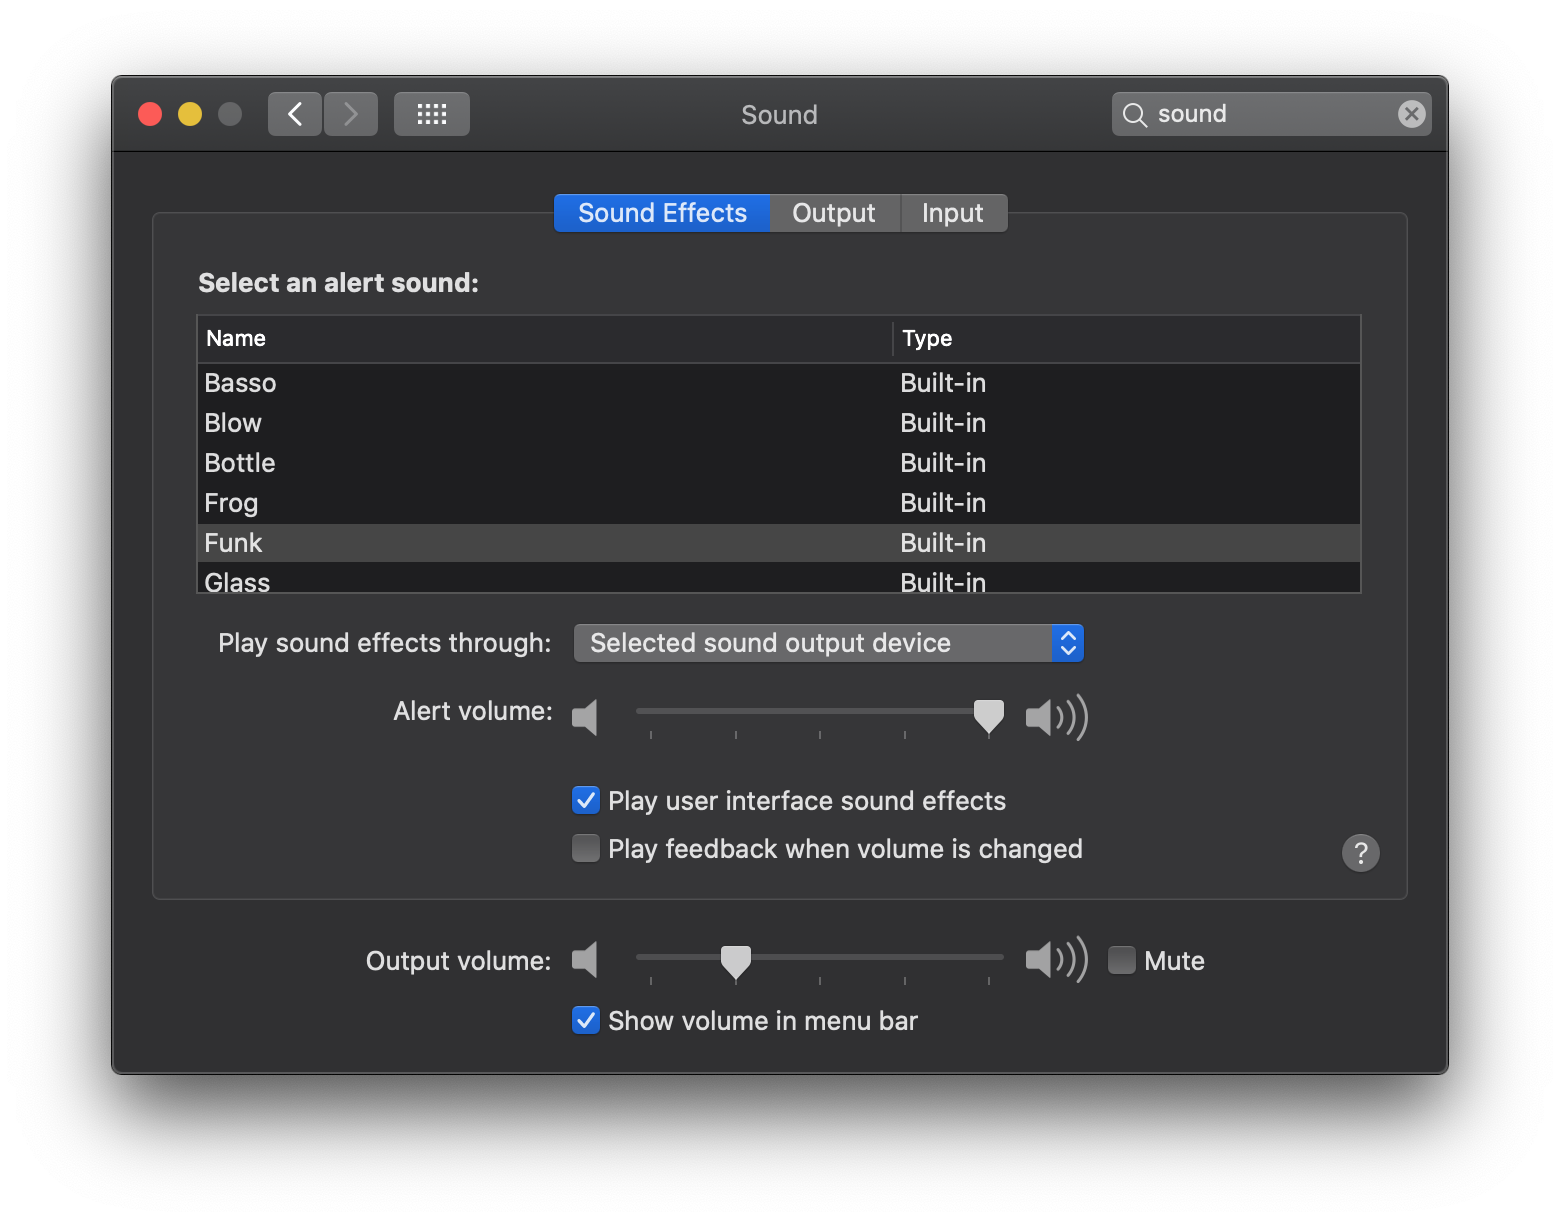 Sound
sound
Sound Effects Output Input
Select an alert sound:
Name Type
Basso Built-in
Blow Built-in
Bottle Built-in
Frog Built-in
Funk Built-in
Glass Built-in
Play sound effects through: Selected sound output device
Alert volume:
Play user interface sound effects
Play feedback when volume is changed
?
Output volume: Mute
Show volume in menu bar